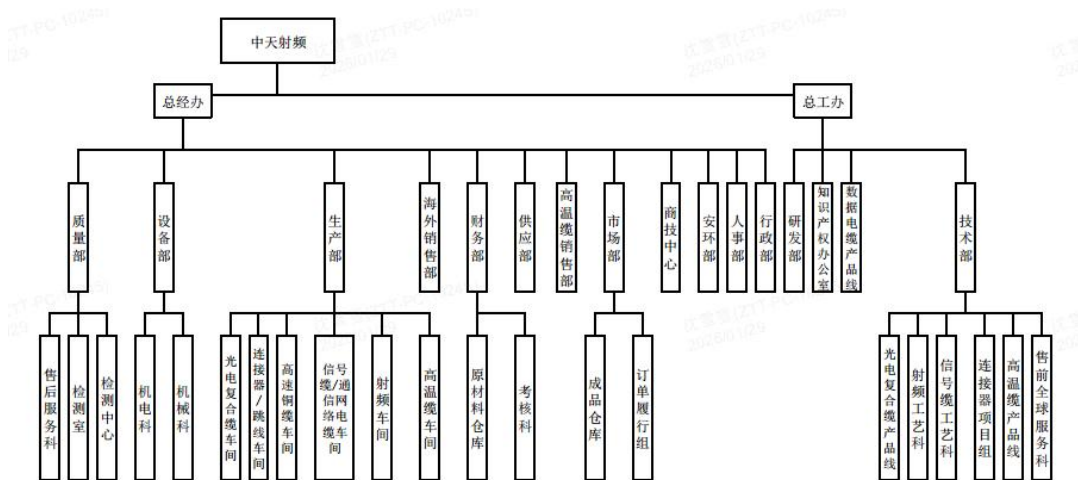 中天射频
总经办
总工办
质量部
设备部
生产部
海外销售部
财务部
供应部
高温缆销售部
市场部
商技中心
安环部
人事部
行政部
研发部
知识产权办公室
数据电缆产品线
技术部
售后服务科
检测室
检测中心
机电科
机械科
光电复合缆车间
连接器/跳线车间
高速铜缆车间
信号缆/通信网络电缆车间
射频车间
高温缆车间
原材料仓库
考核科
成品仓库
订单履行组
光电复合缆产品线
射频工艺科
信号缆工艺科
连接器项目组
高温缆产品线
售前全球服务科